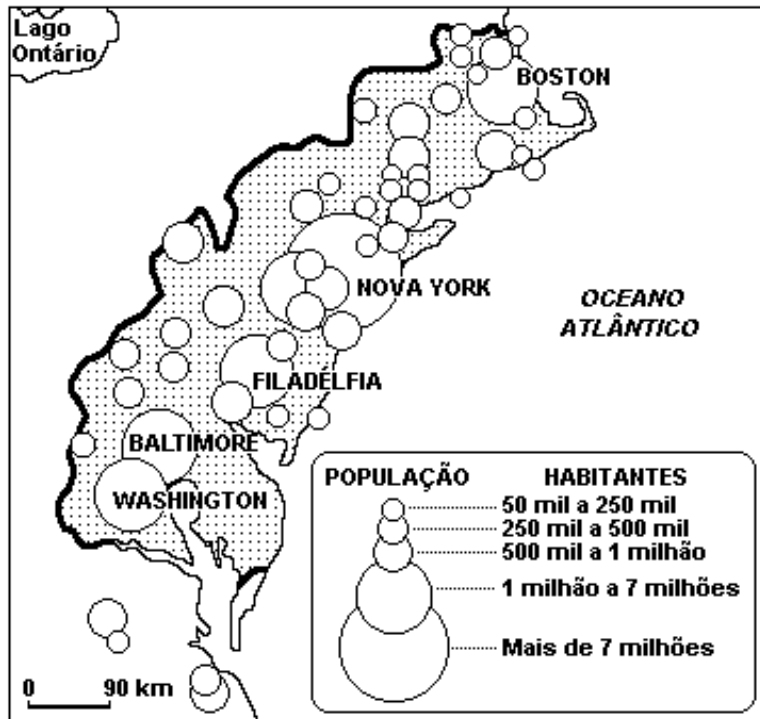 Lago
Ontário
BOSTON
NOVA YORK
OCEANO
ATLÂNTICO
FILADÉLFIA
BALTIMORE
WASHINGTON
POPULAÇÃO HABITANTES
50 mil a 250 mil
250 mil a 500 mil
500 mil a 1 milhão
1 milhão a 7 milhões
Mais de 7 milhões
0 90 km